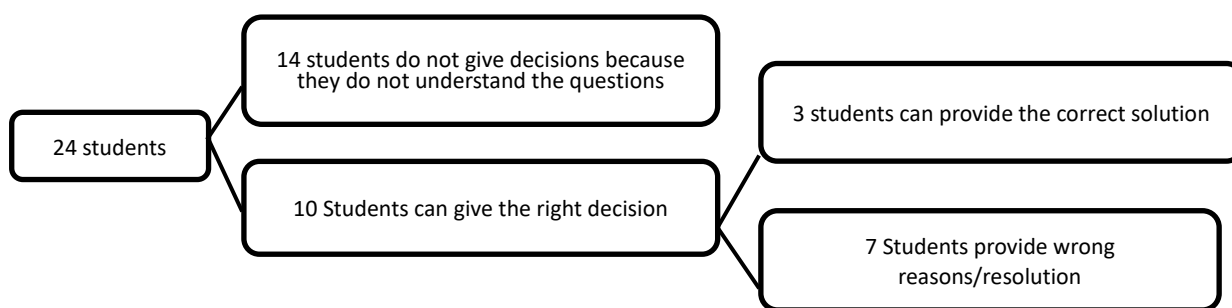 24 students
14 students do not give decisions because
they do not understand the questions
10 Students can give the right decision
3 students can provide the correct solution
7 Students provide wrong
reasons/resolution